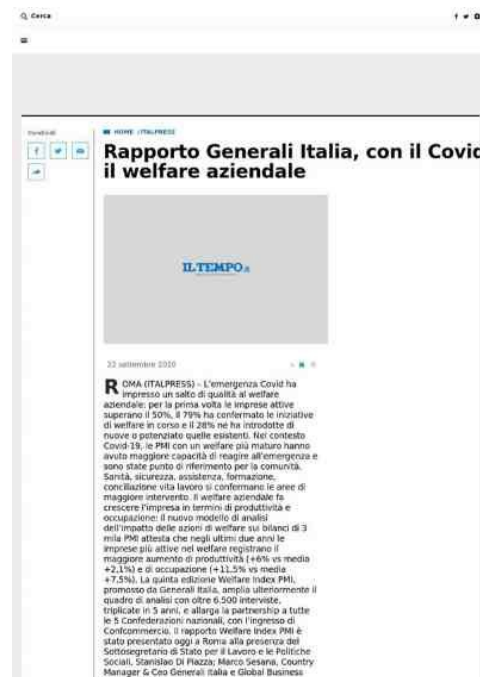 Cerca
Condividi
HOME / ITALPRESS
Rapporto Generali Italia, con il Covid
il welfare aziendale
IL TEMPO.it
22 settembre 2020
ROMA (ITALPRESS) – L'emergenza Covid ha
impresso un salto di qualità al welfare
aziendale: per la prima volta le imprese attive
superano il 50%, il 79% ha confermato le iniziative
di welfare in corso e il 28% ne ha introdotte di
nuove o potenziato quelle esistenti. Nel contesto
Covid-19, le PMI con un welfare più maturo hanno
avuto maggiore capacità di reagire all'emergenza e
sono state punto di riferimento per la comunità.
Sanità, sicurezza, assistenza, formazione,
conciliazione vita lavoro si confermano le aree di
maggiore intervento. Il welfare aziendale fa
crescere l'impresa in termini di produttività e
occupazione: il nuovo modello di analisi
dell'impatto delle azioni di welfare sui bilanci di 3
mila PMI attesta che negli ultimi due anni le
imprese più attive nel welfare registrano il
maggiore aumento di produttività (+6% vs media
+2,1%) e di occupazione (+11,5% vs media
+7,5%). La quinta edizione Welfare Index PMI,
promosso da Generali Italia, amplia ulteriormente il
quadro di analisi con oltre 6.500 interviste,
triplicate in 5 anni, e allarga la partnership a tutte
le 5 Confederazioni nazionali, con l'ingresso di
Confcommercio. Il rapporto Welfare Index PMI è
stato presentato oggi a Roma alla presenza del
Sottosegretario di Stato per il Lavoro e le Politiche
Sociali, Stanislao Di Piazza; Marco Sesana, Country
Manager & Ceo Generali Italia e Global Business